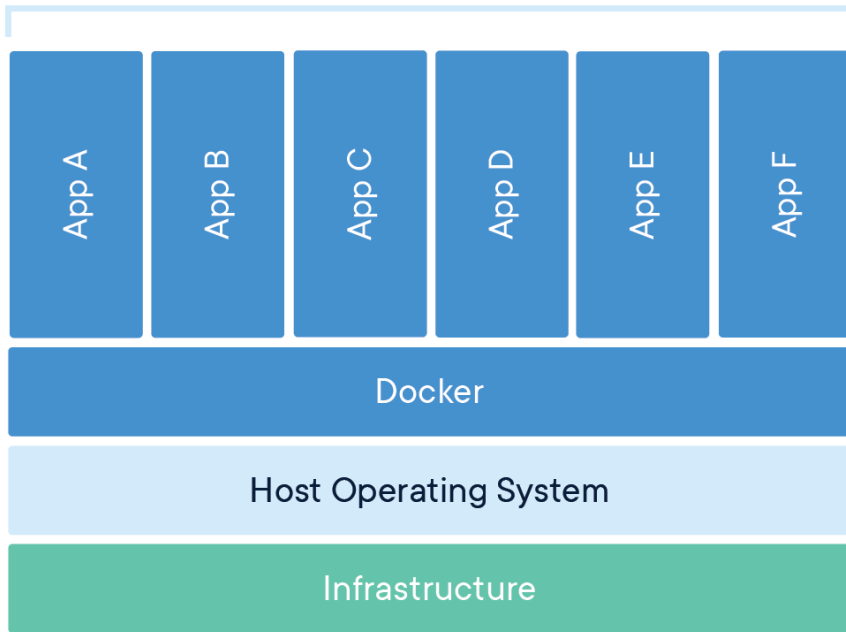 App A
App B
App C
App D
App E
App F
Docker
Host Operating System
Infrastructure